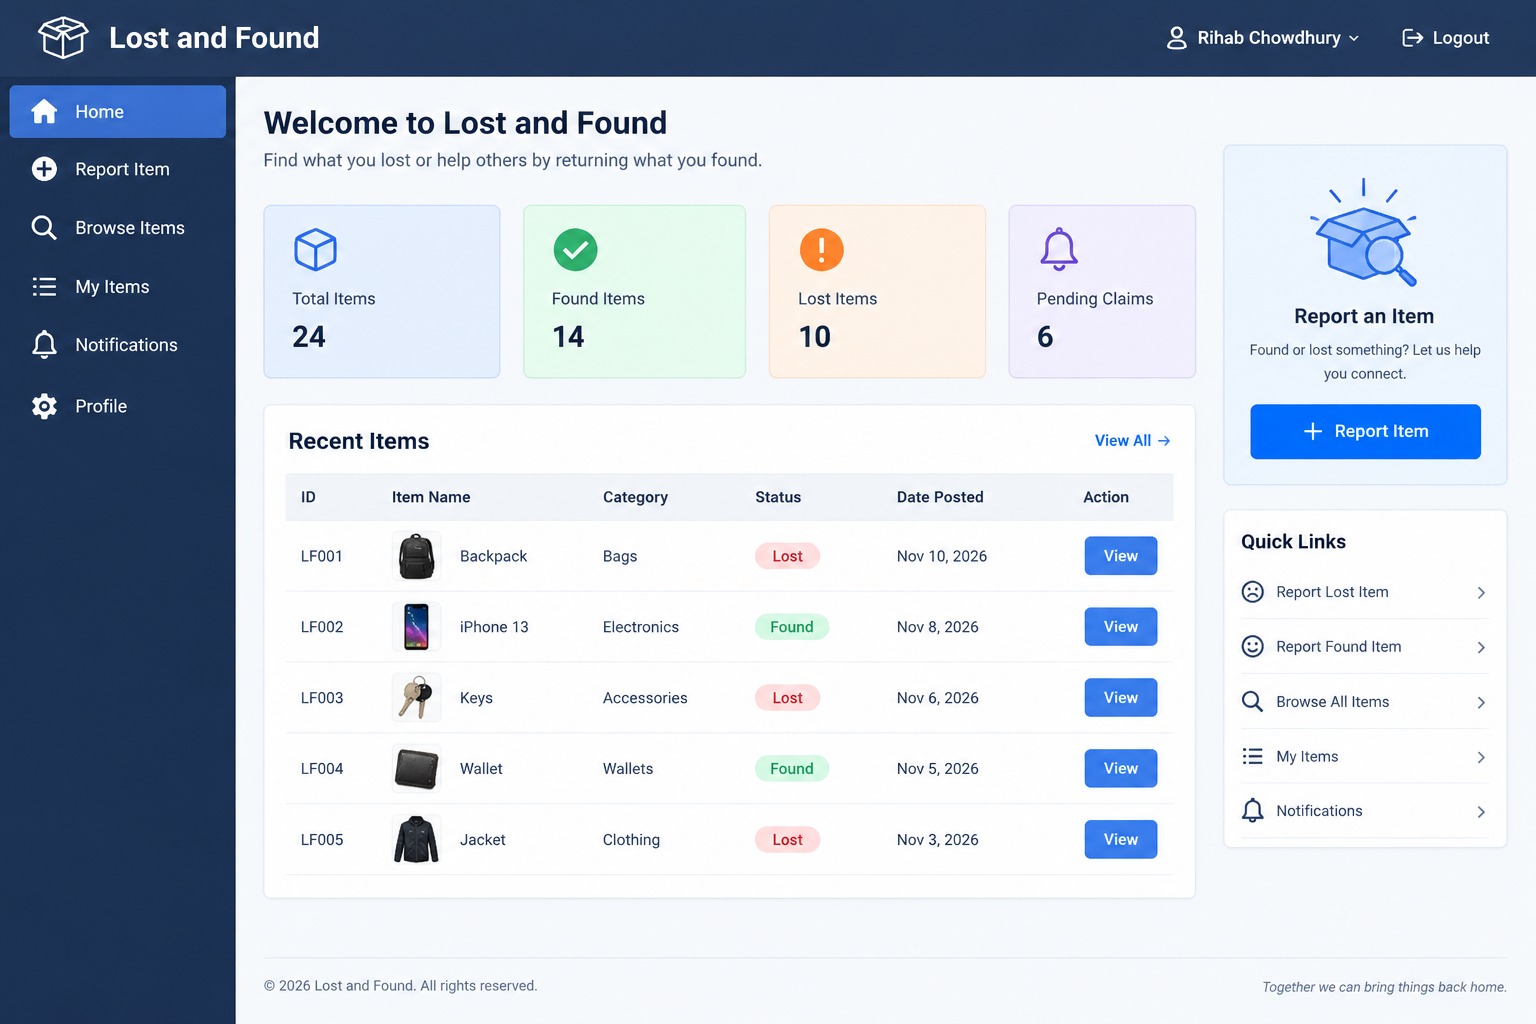 Lost and Found
Rihab Chowdhury
Logout
Home
Report Item
Browse Items
My Items
Notifications
Profile
Welcome to Lost and Found
Find what you lost or help others by returning what you found.
Total Items
24
Found Items
14
Lost Items
10
Pending Claims
6
Recent Items
View All →
ID Item Name Category Status Date Posted Action
LF001 Backpack Bags Lost Nov 10, 2026 View
LF002 iPhone 13 Electronics Found Nov 8, 2026 View
LF003 Keys Accessories Lost Nov 6, 2026 View
LF004 Wallet Wallets Found Nov 5, 2026 View
LF005 Jacket Clothing Lost Nov 3, 2026 View
Report an Item
Found or lost something? Let us help
you connect.
+ Report Item
Quick Links
Report Lost Item
Report Found Item
Browse All Items
My Items
Notifications
© 2026 Lost and Found. All rights reserved.
Together we can bring things back home.